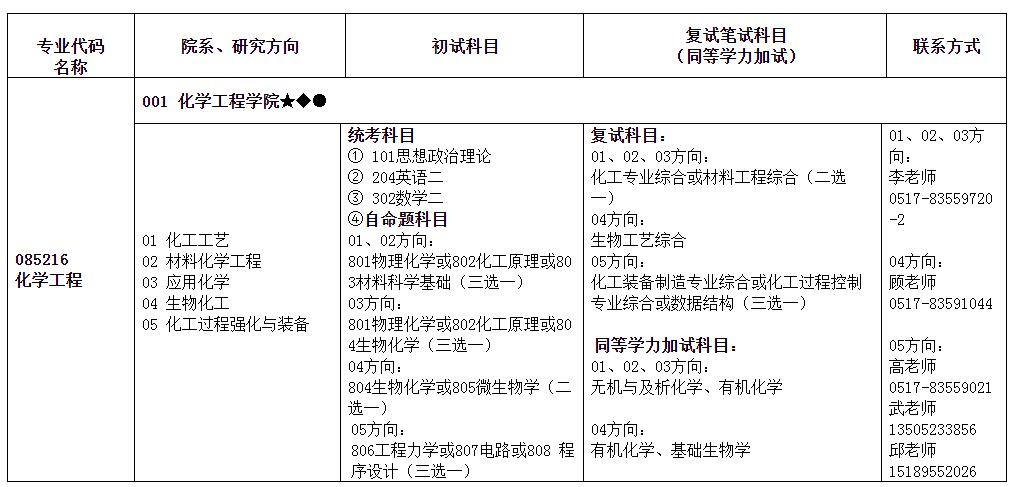 专业代码
名称
院系、研究方向
初试科目
复试笔试科目
（同等学力加试）
联系方式
085216
化学工程
001 化学工程学院★◆●
01 化工工艺
02 材料化学工程
03 应用化学
04 生物化工
05 化工过程强化与装备
统考科目
① 101思想政治理论
② 204英语二
③ 302数学二
④自命题科目
01、02方向：
801物理化学或802化工原理或80
3材料科学基础（三选一）
03方向：
801物理化学或802化工原理或80
4生物化学（三选一）
04方向：
804生物化学或805微生物学（二
选一）
05方向：
806工程力学或807电路或808 程
序设计（三选一）
复试科目：
01、02、03方向：
化工专业综合或材料工程综合（二选
一）
04方向：
生物工艺综合
05方向：
化工装备制造专业综合或化工过程控制
专业综合或数据结构（三选一）
同等学力加试科目：
01、02、03方向：
无机与及析化学、有机化学
04方向：
有机化学、基础生物学
01、02、03方
向：
李老师
0517-83559720
-2
04方向：
顾老师
0517-83591044
05方向：
高老师
0517-83559021
武老师
13505233856
邱老师
15189552026